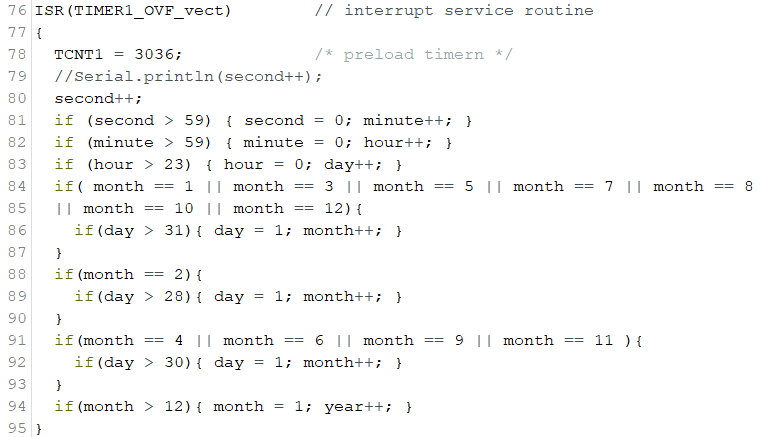 76 ISR(TIMER1_OVF_vect)        // interrupt service routine
77 {
78   TCNT1 = 3036;             /* preload timern */
79   //Serial.println(second++);
80   second++;
81   if (second > 59) { second = 0; minute++; }
82   if (minute > 59) { minute = 0; hour++; }
83   if (hour > 23) { hour = 0; day++; }
84   if( month == 1 || month == 3 || month == 5 || month == 7 || month == 8
85   || month == 10 || month == 12){
86     if(day > 31){ day = 1; month++; }
87   }
88   if(month == 2){
89     if(day > 28){ day = 1; month++; }
90   }
91   if(month == 4 || month == 6 || month == 9 || month == 11 ){
92     if(day > 30){ day = 1; month++; }
93   }
94   if(month > 12){ month = 1; year++; }
95 }